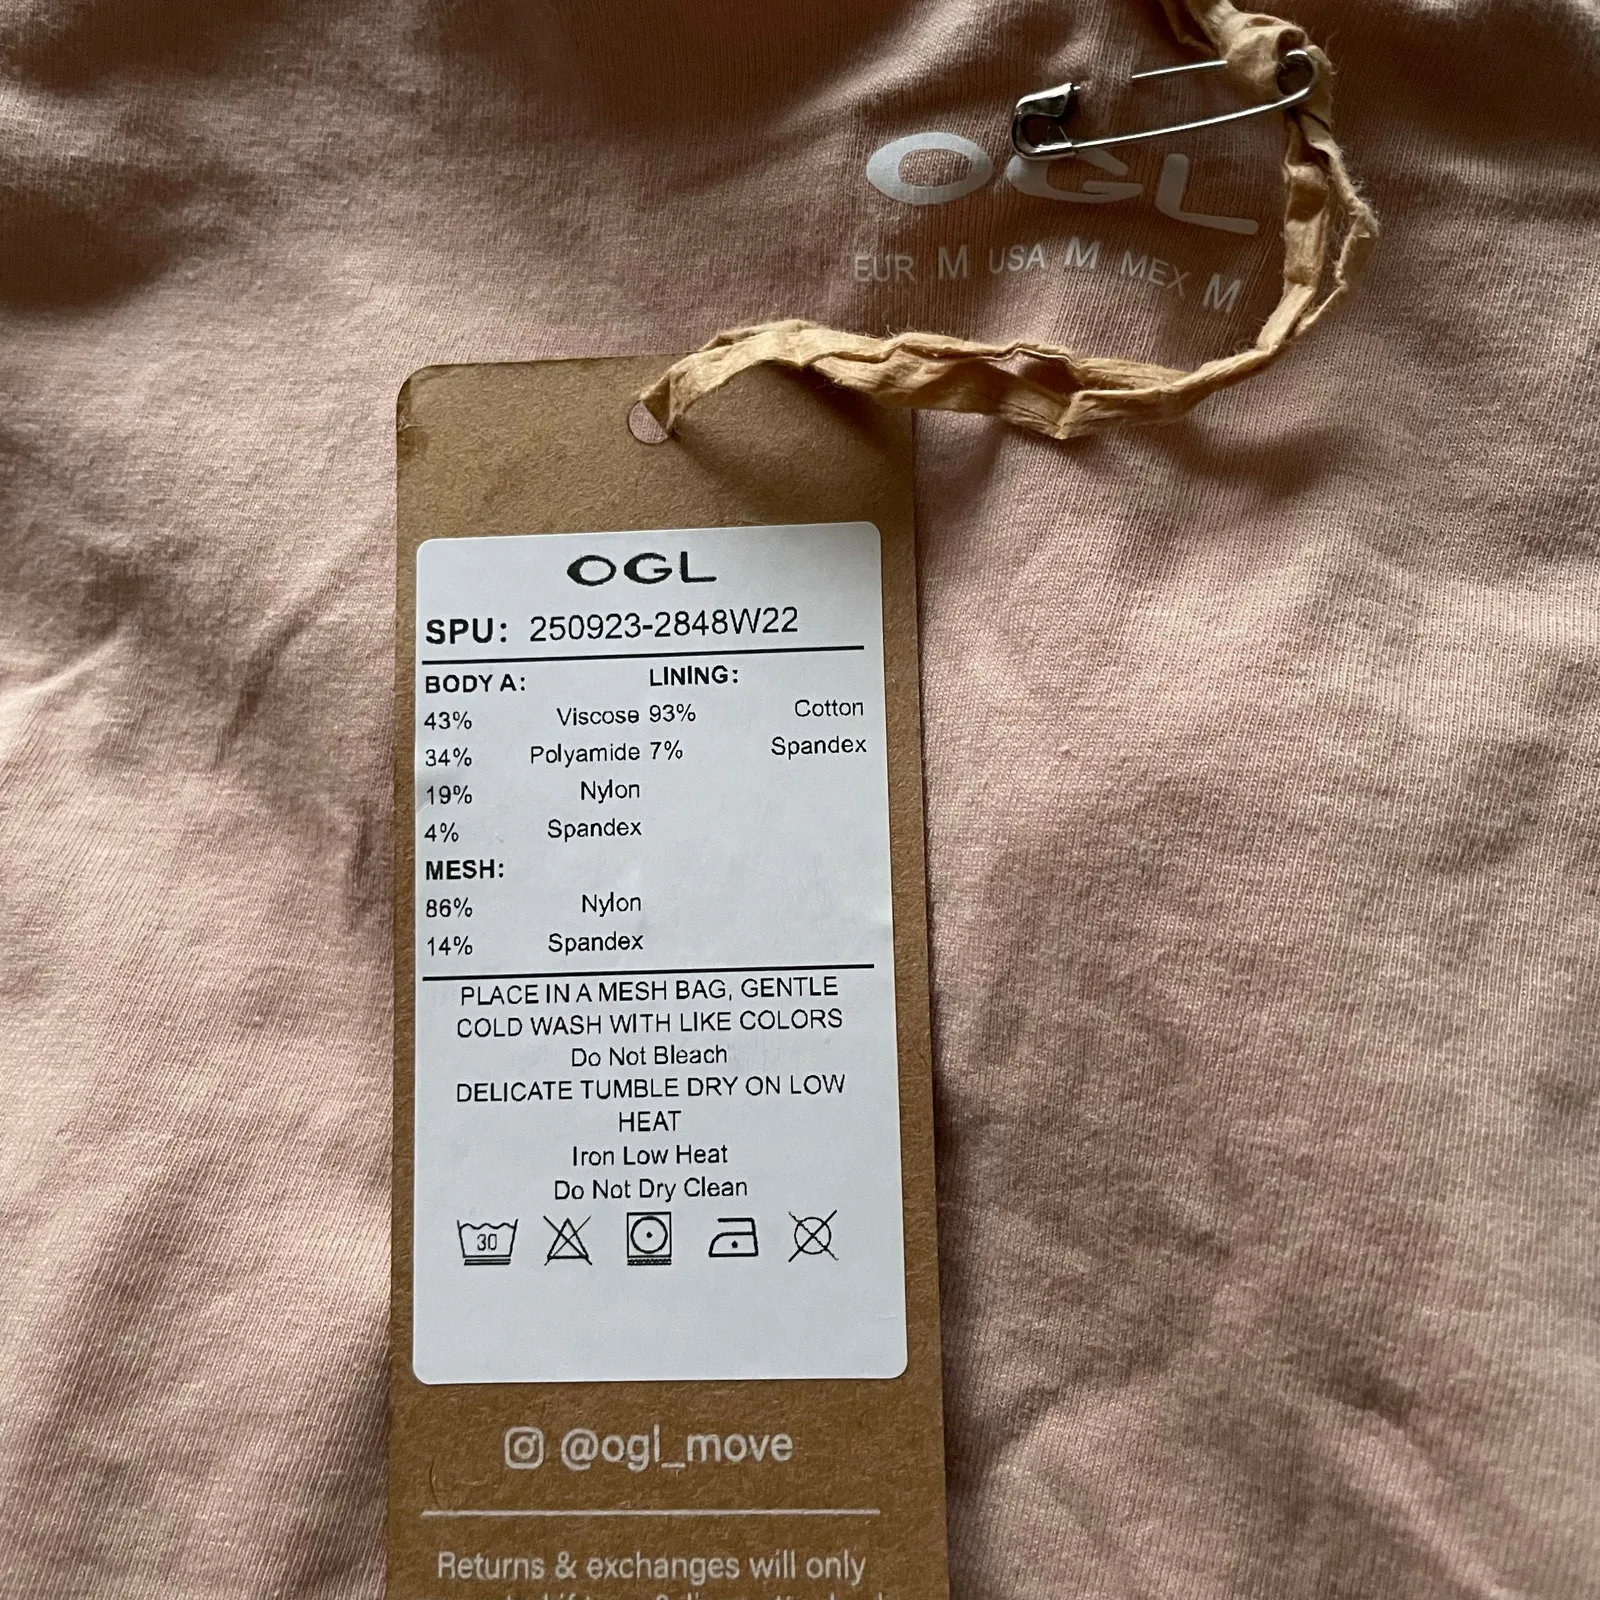 OGL
EUR M USA M MEX M
OGL
SPU: 250923-2848W22
BODY A: LINING:
43% Viscose 93% Cotton
34% Polyamide 7% Spandex
19% Nylon
4% Spandex
MESH:
86% Nylon
14% Spandex
PLACE IN A MESH BAG, GENTLE
COLD WASH WITH LIKE COLORS
Do Not Bleach
DELICATE TUMBLE DRY ON LOW
HEAT
Iron Low Heat
Do Not Dry Clean
30
@ogl_move
Returns & exchanges will only